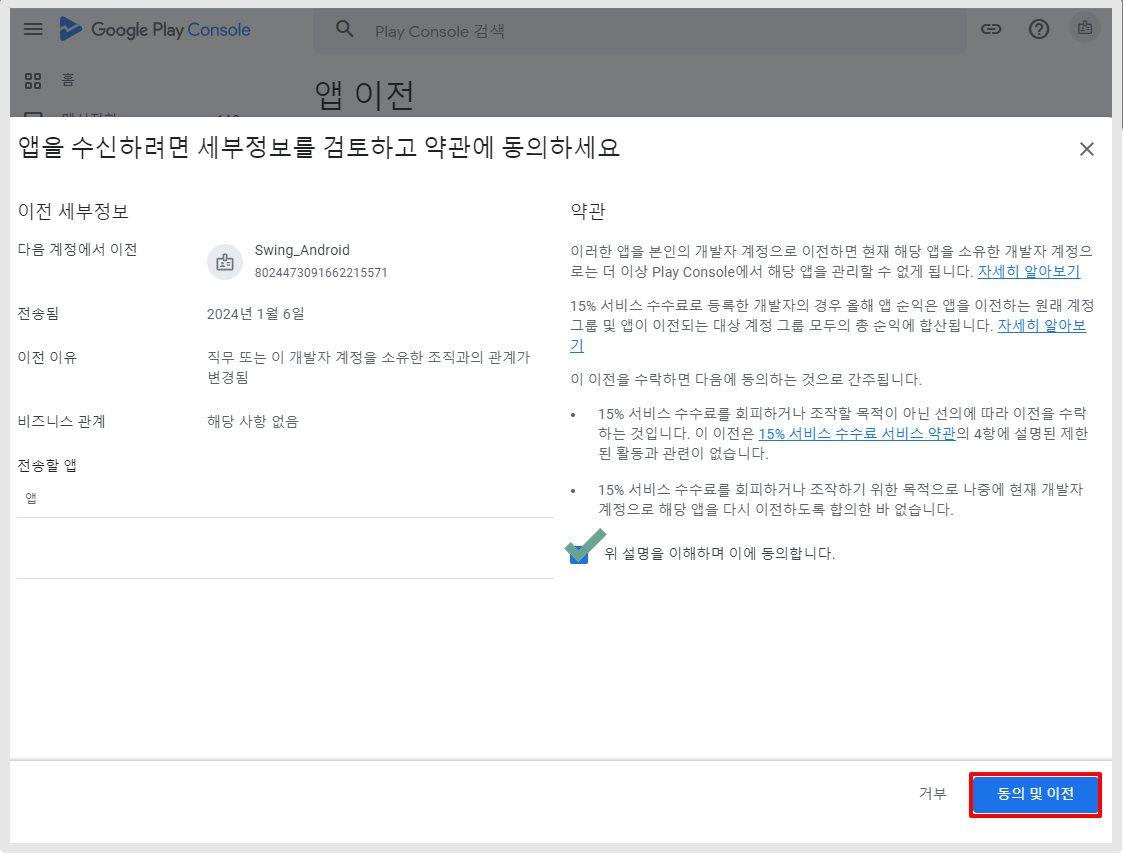 Google Play Console
Play Console 검색
홈
앱 이전
앱을 수신하려면 세부정보를 검토하고 약관에 동의하세요
이전 세부정보
다음 계정에서 이전
Swing_Android
8024473091662215571
전송됨
2024년 1월 6일
이전 이유
직무 또는 이 개발자 계정을 소유한 조직과의 관계가
변경됨
비즈니스 관계
해당 사항 없음
전송할 앱
앱
약관
이러한 앱을 본인의 개발자 계정으로 이전하면 현재 해당 앱을 소유한 개발자 계정으
로는 더 이상 Play Console에서 해당 앱을 관리할 수 없게 됩니다. 자세히 알아보기
15% 서비스 수수료로 등록한 개발자의 경우 올해 앱 순익은 앱을 이전하는 원래 계정
그룹 및 앱이 이전되는 대상 계정 그룹 모두의 총 순익에 합산됩니다. 자세히 알아보
기
이 이전을 수락하면 다음에 동의하는 것으로 간주됩니다.
• 15% 서비스 수수료를 회피하거나 조작할 목적이 아닌 선의에 따라 이전을 수락
하는 것입니다. 이 이전은 15% 서비스 수수료 서비스 약관의 4항에 설명된 제한
된 활동과 관련이 없습니다.
• 15% 서비스 수수료를 회피하거나 조작하기 위한 목적으로 나중에 현재 개발자
계정으로 해당 앱을 다시 이전하도록 합의한 바 없습니다.
위 설명을 이해하며 이에 동의합니다.
거부
동의 및 이전